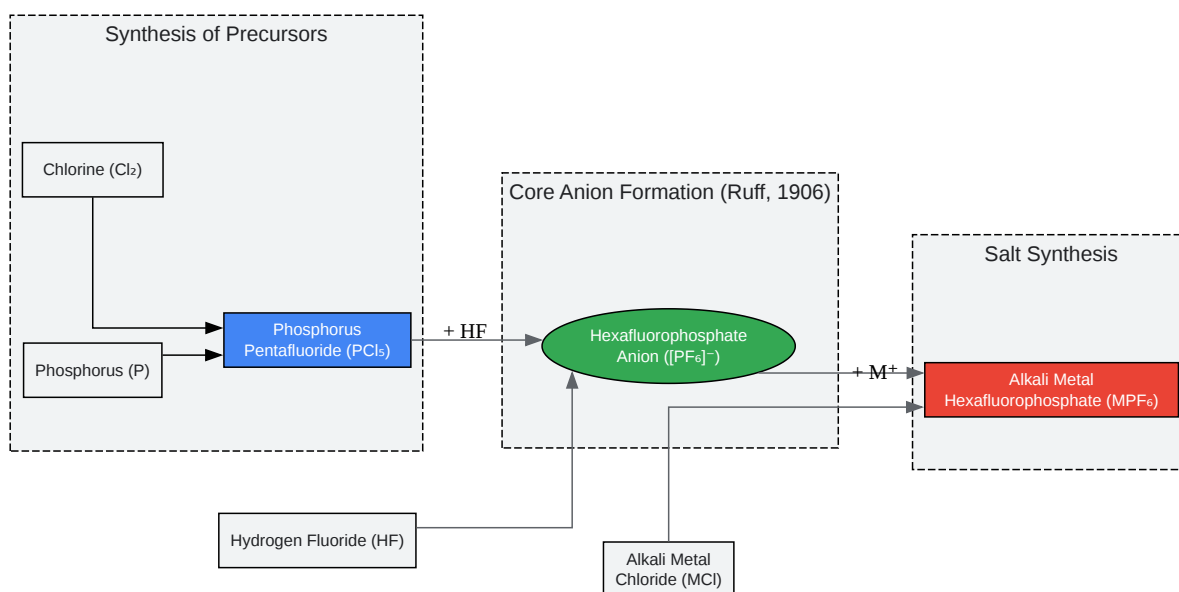 Synthesis of Precursors
Chlorine (Cl₂)
Phosphorus (P)
Phosphorus
Pentafluoride (PCl₅)
+ HF
Core Anion Formation (Ruff, 1906)
Hexafluorophosphate
Anion ([PF₆]⁻)
+ M⁺
Salt Synthesis
Alkali Metal
Hexafluorophosphate (MPF₆)
Hydrogen Fluoride (HF)
Alkali Metal
Chloride (MCl)